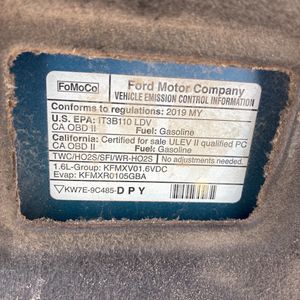 FoMoCo
Ford Motor Company
VEHICLE EMISSION CONTROL INFORMATION
Conforms to regulations: 2019 MY
U.S. EPA: IT3B110 LDV
CA OBD II Fuel: Gasoline
California: Certified for sale ULEV II qualified PC
CA OBD II Fuel: Gasoline
TWC/HO2S/SFI/WR-HO2S No adjustments needed.
1.6L-Group: KFMXV01.6VDC
Evap: KFMXR0105GBA
KW7E-9C485-DPY